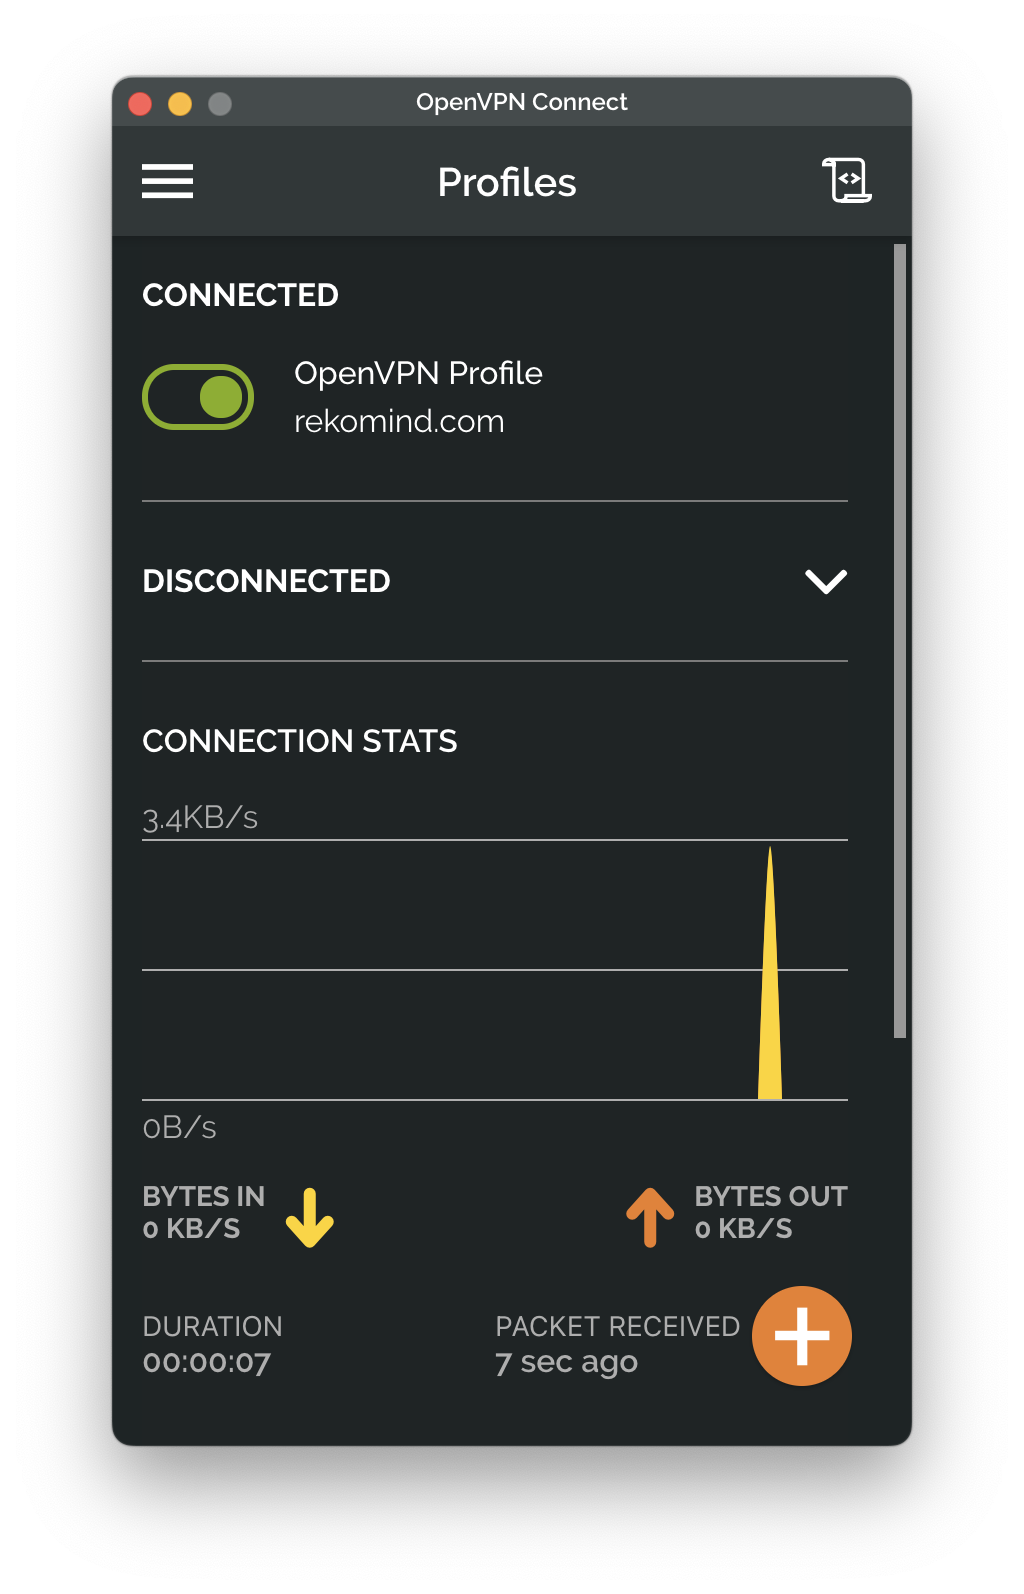 OpenVPN Connect
Profiles
CONNECTED
OpenVPN Profile
rekomind.com
DISCONNECTED
CONNECTION STATS
3.4KB/s
0B/s
BYTES IN
0 KB/S
BYTES OUT
0 KB/S
DURATION
00:00:07
PACKET RECEIVED
7 sec ago